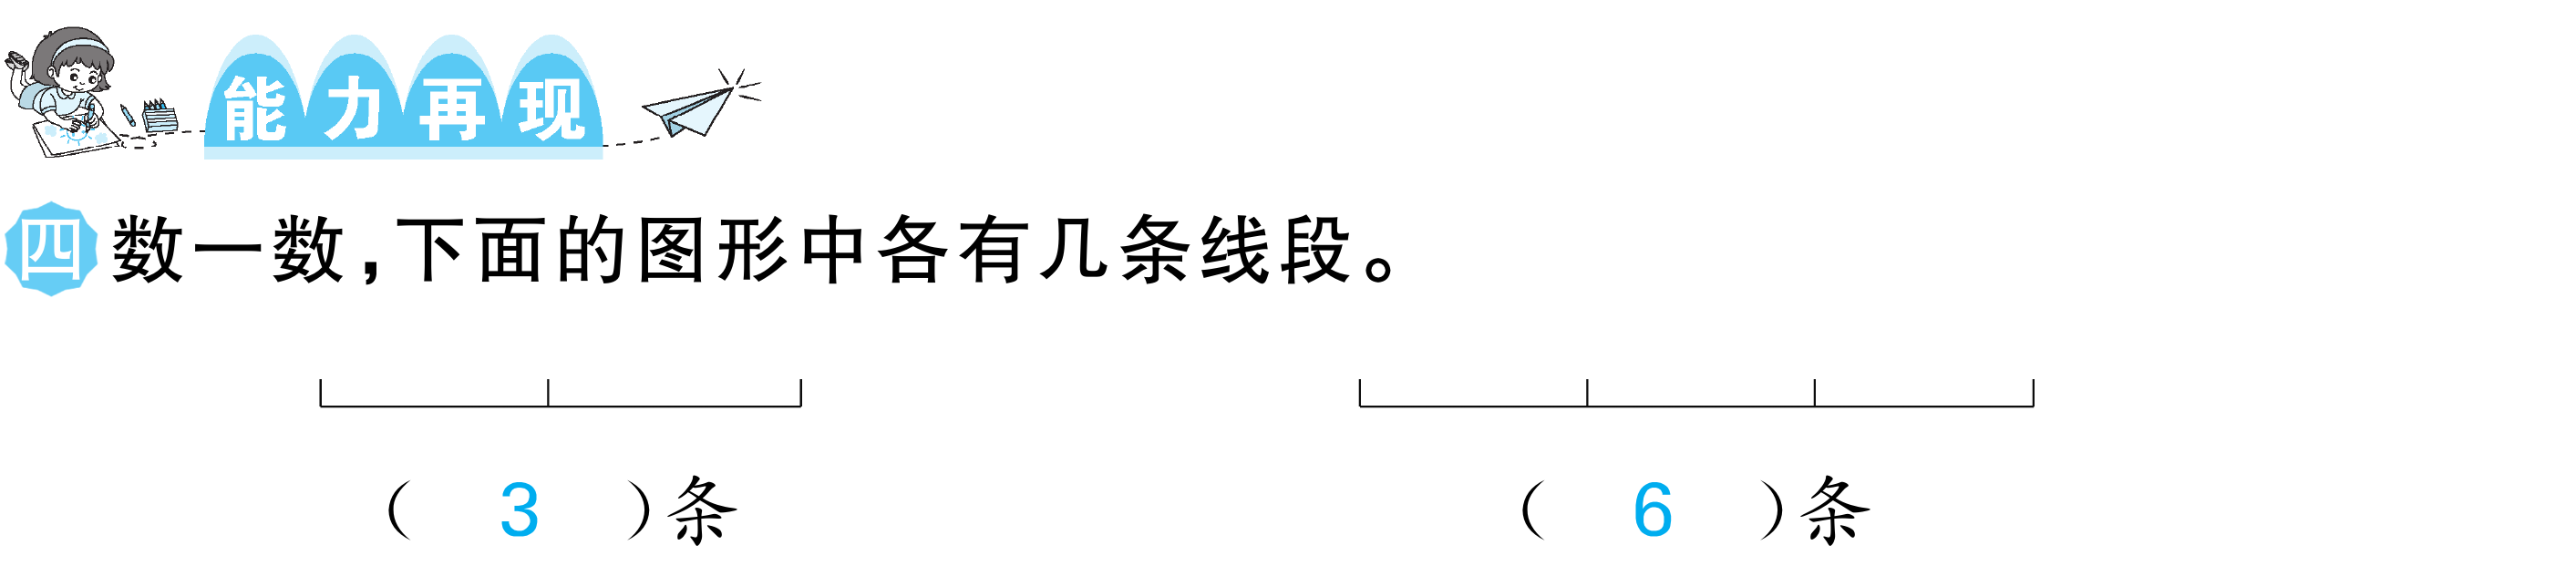 能力再现
四 数一数,下面的图形中各有几条线段。
( 3 )条 ( 6 )条